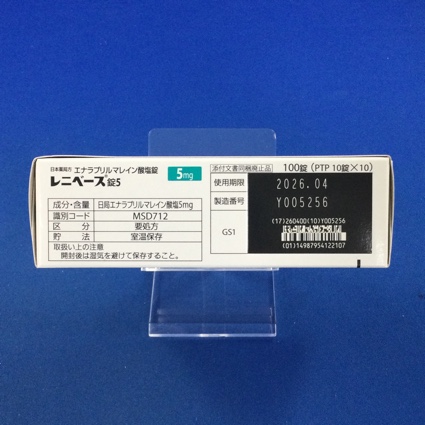 日本薬局方 エナラプリルマレイン酸塩錠
レニベース®錠5
5mg
成分・含量 日局エナラプリルマレイン酸塩5mg
識別コード MSD712
区分 要処方
貯法 室温保存
取扱い上の注意
開封後は湿気を避けて保存すること。
添付文書同梱廃止品
100錠(PTP 10錠×10)
使用期限 2026.04
製造番号 Y005256
GS1
(17)260400(10)Y005256
(01)14987954122107